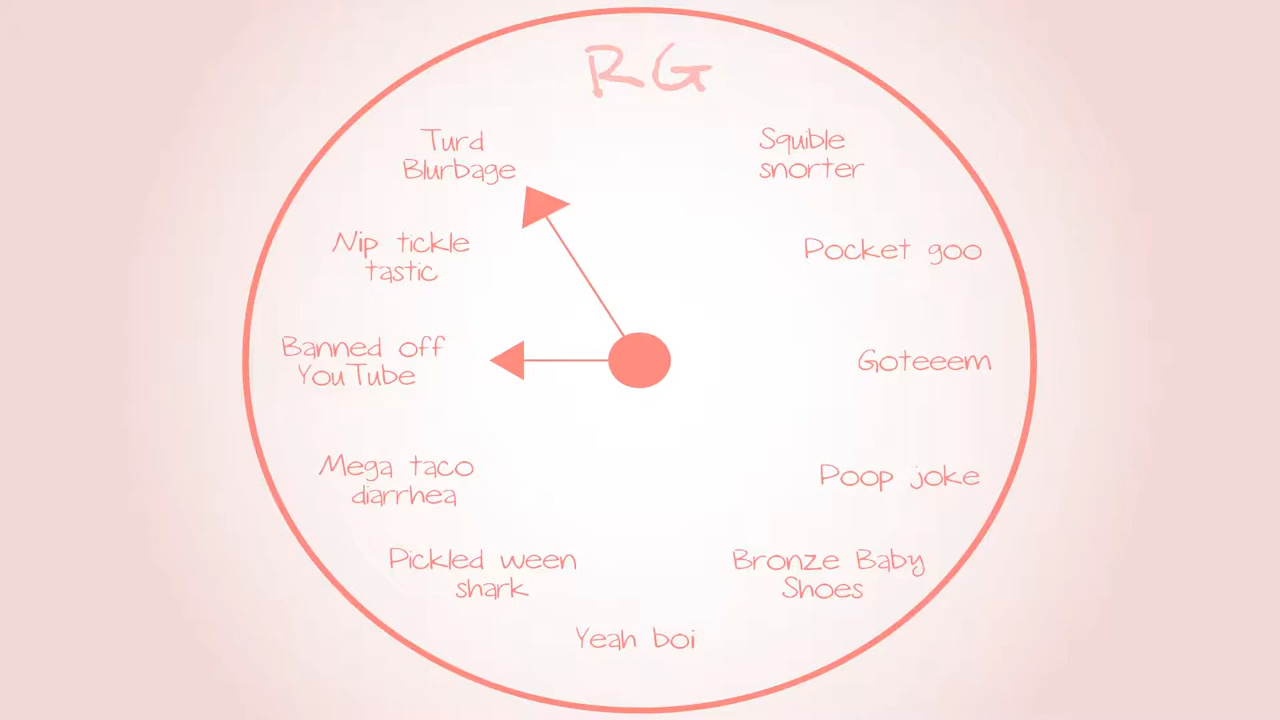 RG
Turd
Blurbage
Squible
snorter
Nip tickle
tastic
Pocket goo
Banned off
YouTube
Goteeem
Mega taco
diarrhea
Poop joke
Pickled ween
shark
Bronze Baby
Shoes
Yeah boi